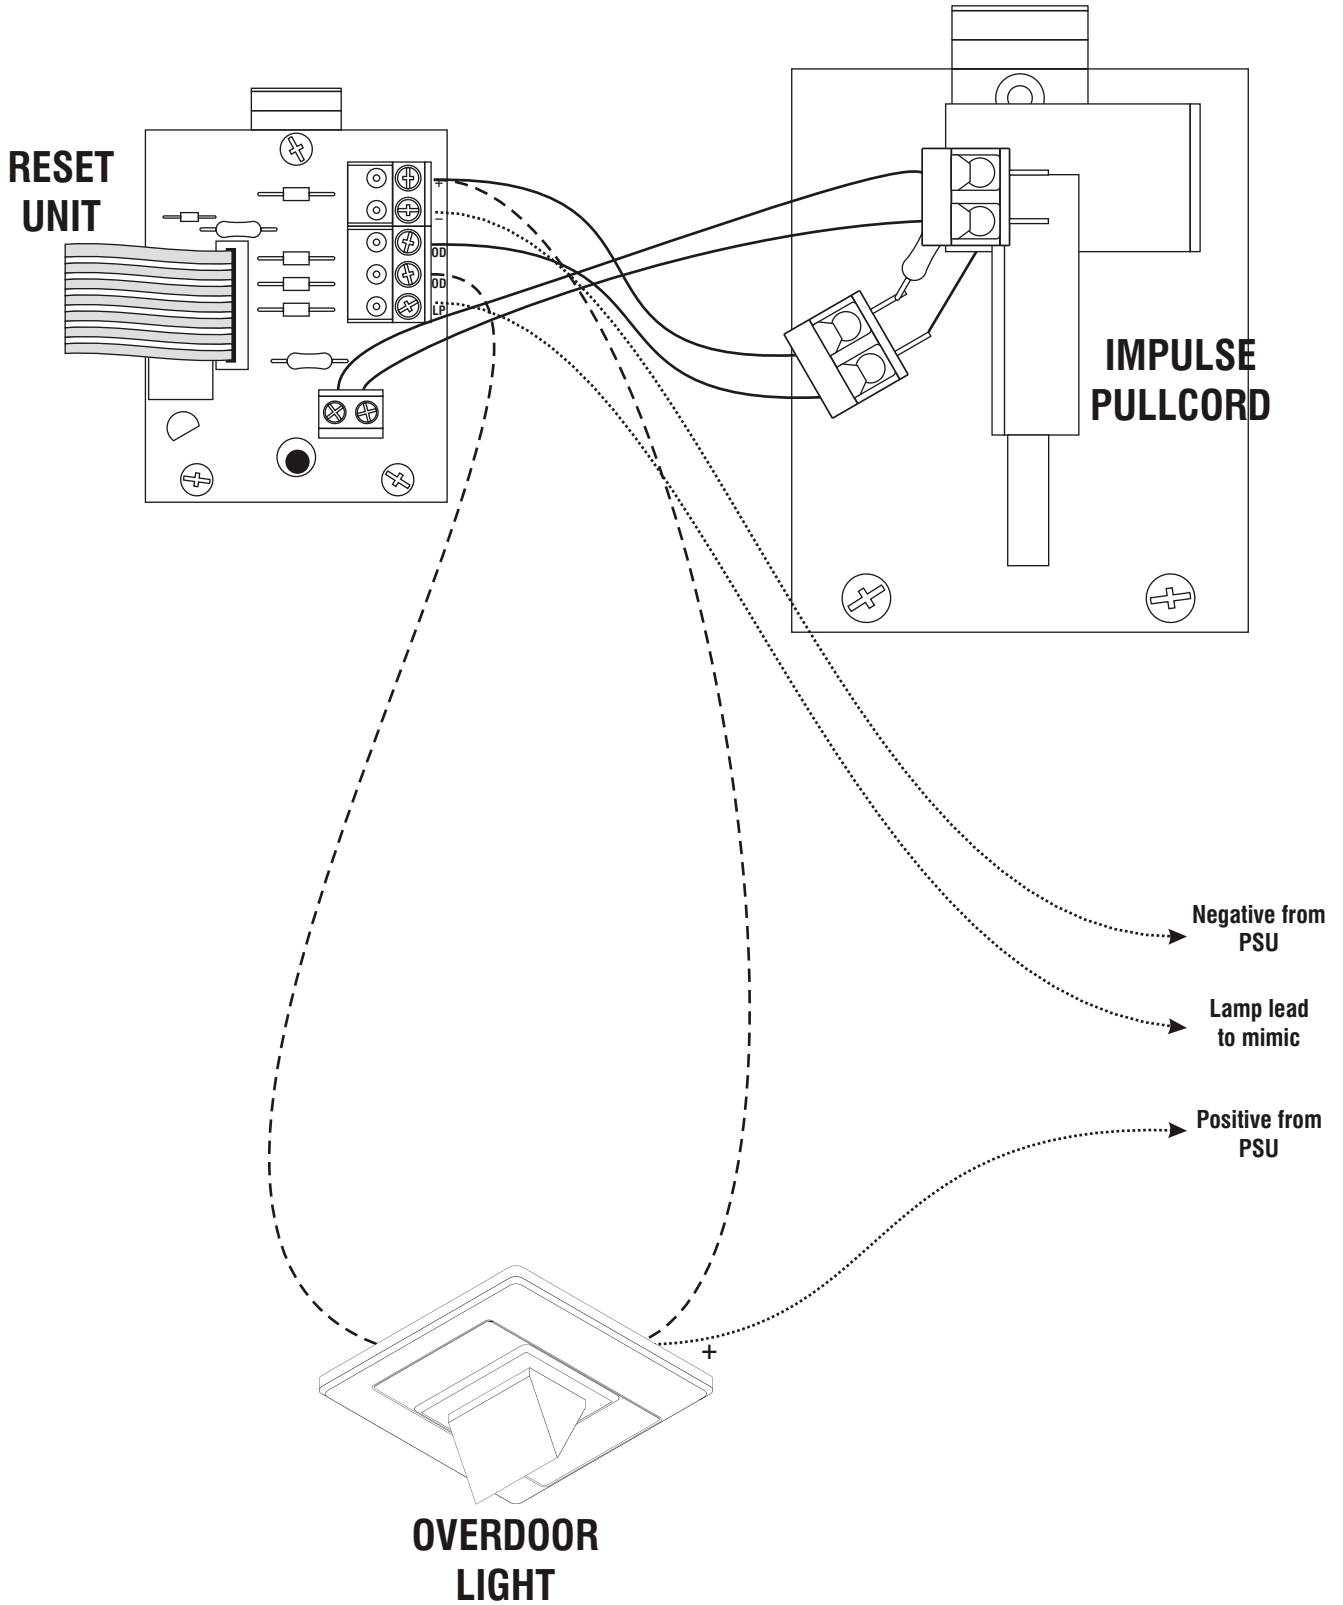 RESET
UNIT
+
–
OD
OD
LP
IMPULSE
PULLCORD
Negative from
PSU
Lamp lead
to mimic
Positive from
PSU
+
OVERDOOR
LIGHT